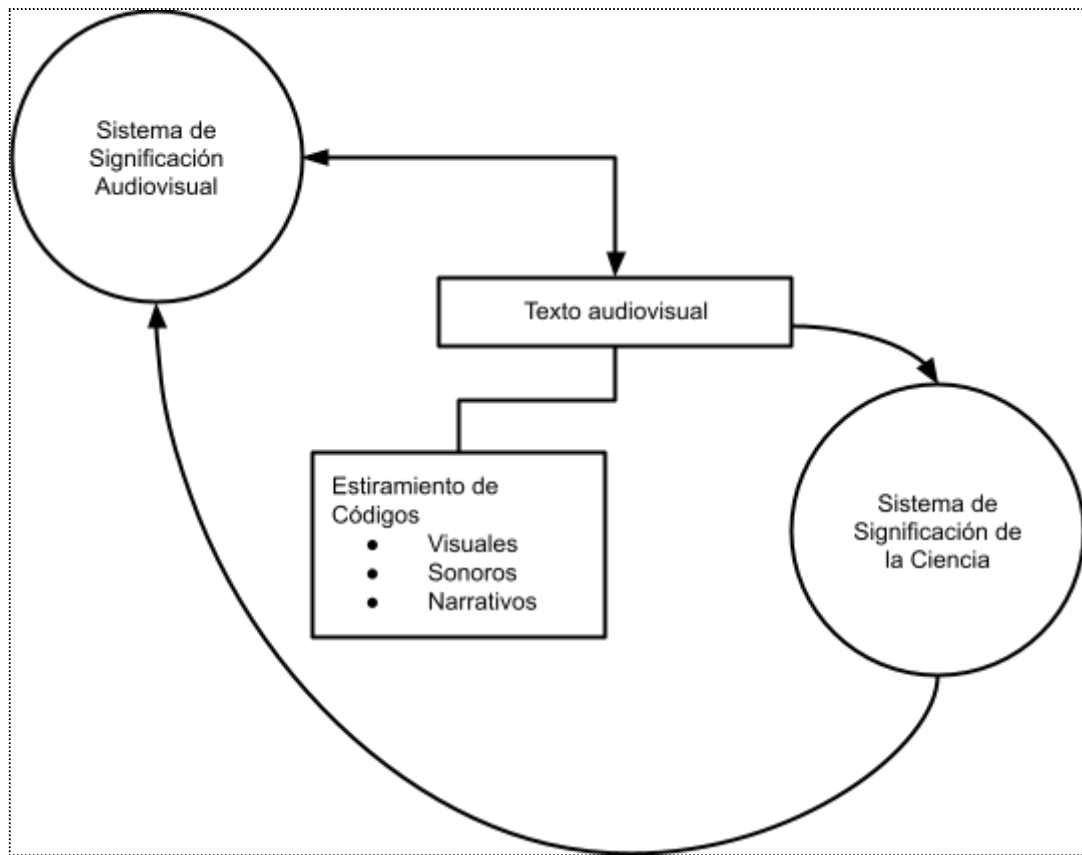 Sistema de
Significación
Audiovisual
Texto audiovisual
Estiramiento de
Códigos
● Visuales
● Sonoros
● Narrativos
Sistema de
Significación de
la Ciencia